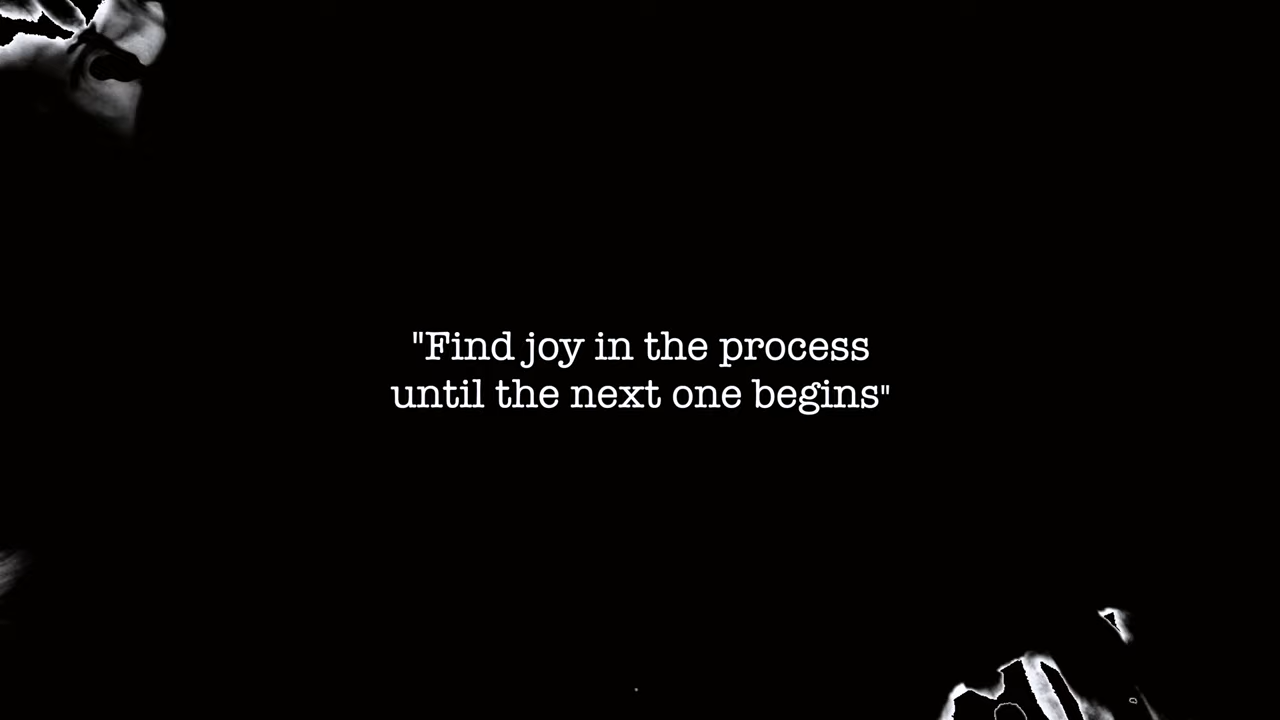 "Find joy in the process
until the next one begins"